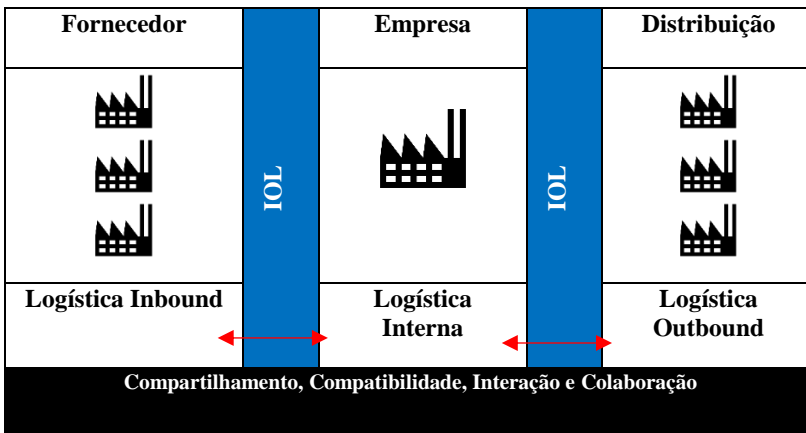 Fornecedor
Empresa
Distribuição
IOL
IOL
Logística Inbound
Logística
Interna
Logística
Outbound
Compartilhamento, Compatibilidade, Interação e Colaboração